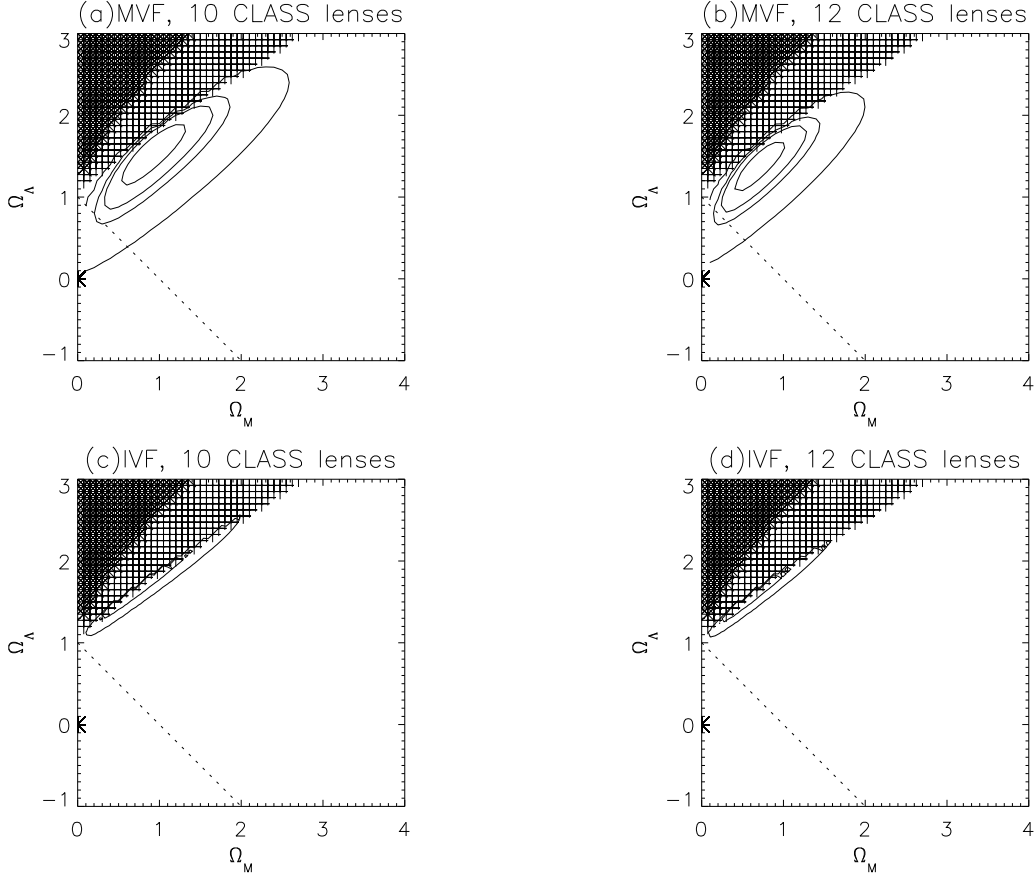 (a)MVF, 10 CLASS lenses
3
2
1
0
−1
Ω_Λ
0 1 2 3 4
Ω_M
(b)MVF, 12 CLASS lenses
3
2
1
0
−1
Ω_Λ
0 1 2 3 4
Ω_M
(c)IVF, 10 CLASS lenses
3
2
1
0
−1
Ω_Λ
0 1 2 3 4
Ω_M
(d)IVF, 12 CLASS lenses
3
2
1
0
−1
Ω_Λ
0 1 2 3 4
Ω_M